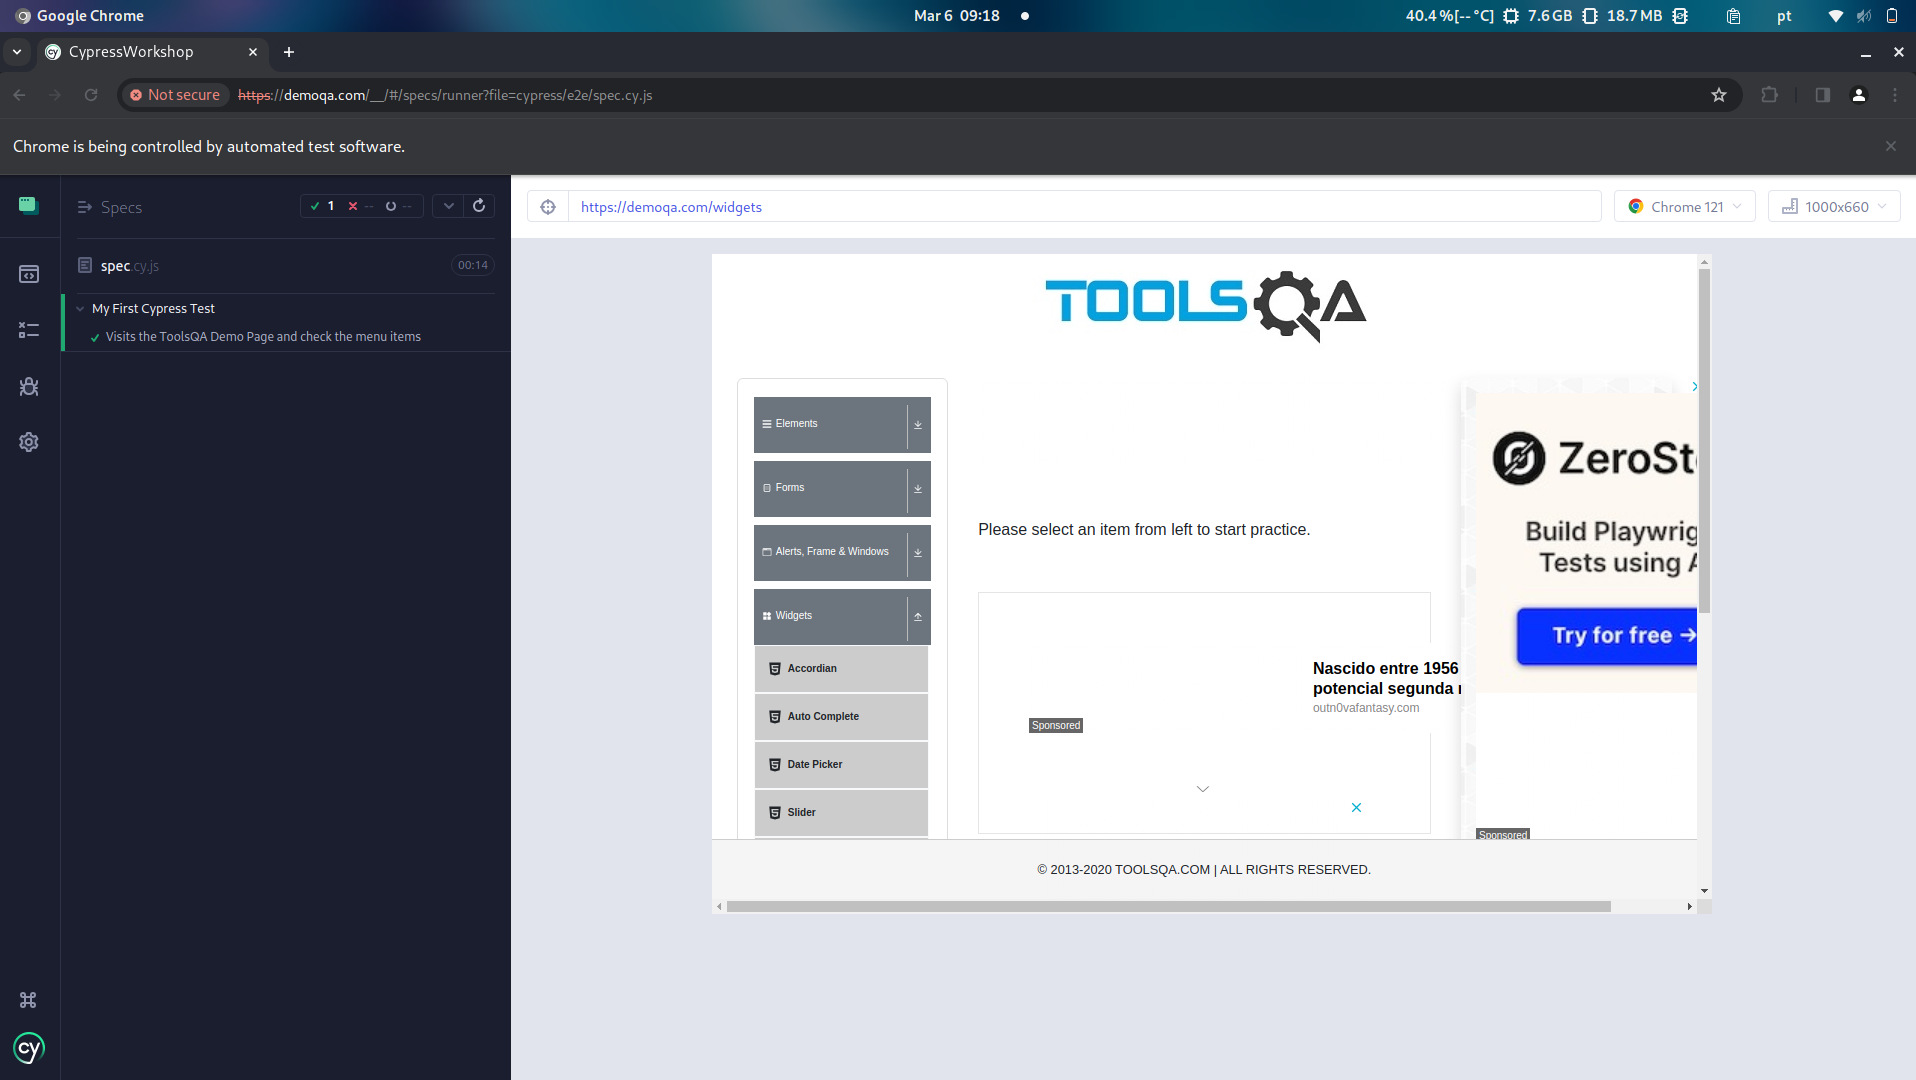 Google Chrome
Mar 6 09:18
40.4 %[-- °C] 7.6 GB 18.7 MB pt
CypressWorkshop
Not secure https://demoqa.com/__/#/specs/runner?file=cypress/e2e/spec.cy.js
Chrome is being controlled by automated test software.
Specs
1 -- --
https://demoqa.com/widgets
Chrome 121
1000x660
spec.cy.js
00:14
My First Cypress Test
Visits the ToolsQA Demo Page and check the menu items
cy
TOOLSQA
Elements
Forms
Alerts, Frame & Windows
Widgets
Accordian
Auto Complete
Date Picker
Slider
Please select an item from left to start practice.
Nascido entre 1956
potencial segunda
outn0vafantasy.com
Sponsored
ZeroSt
Build Playwrig
Tests using A
Try for free →
Sponsored
© 2013-2020 TOOLSQA.COM | ALL RIGHTS RESERVED.